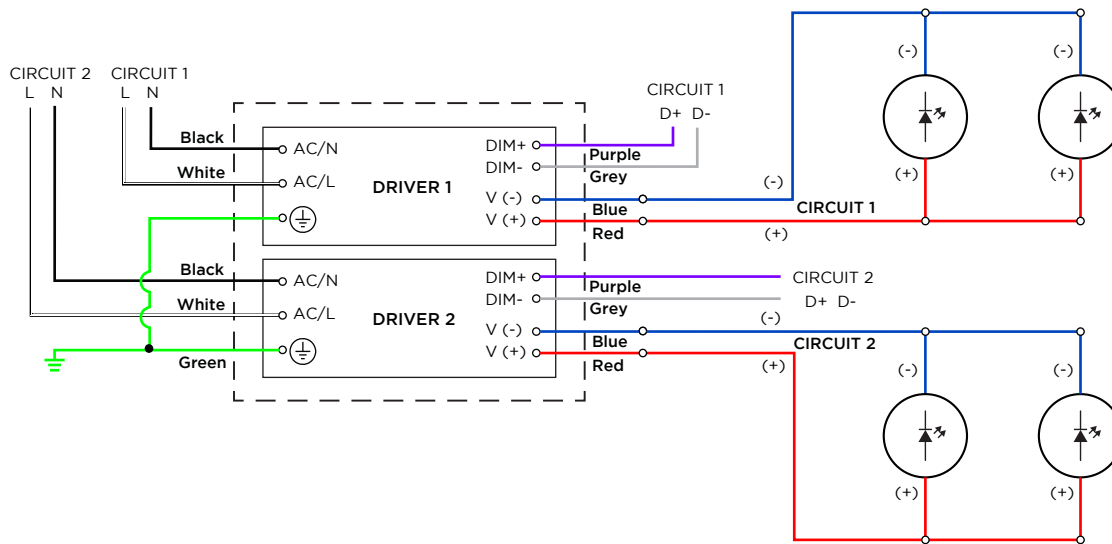 (-) (-)
CIRCUIT 2 CIRCUIT 1
L N L N
CIRCUIT 1
D+ D-
Black
AC/N
DIM+
Purple
DIM-
Grey
White
AC/L
DRIVER 1
(+) (+)
(-)
V (-)
Blue
CIRCUIT 1
V (+)
Red
(+)
Black
AC/N
DIM+
Purple
CIRCUIT 2
DIM-
Grey
D+ D-
White
AC/L
DRIVER 2
(-)
V (-)
Blue
CIRCUIT 2
V (+)
Red
(+)
Green
(-) (-)
(+) (+)